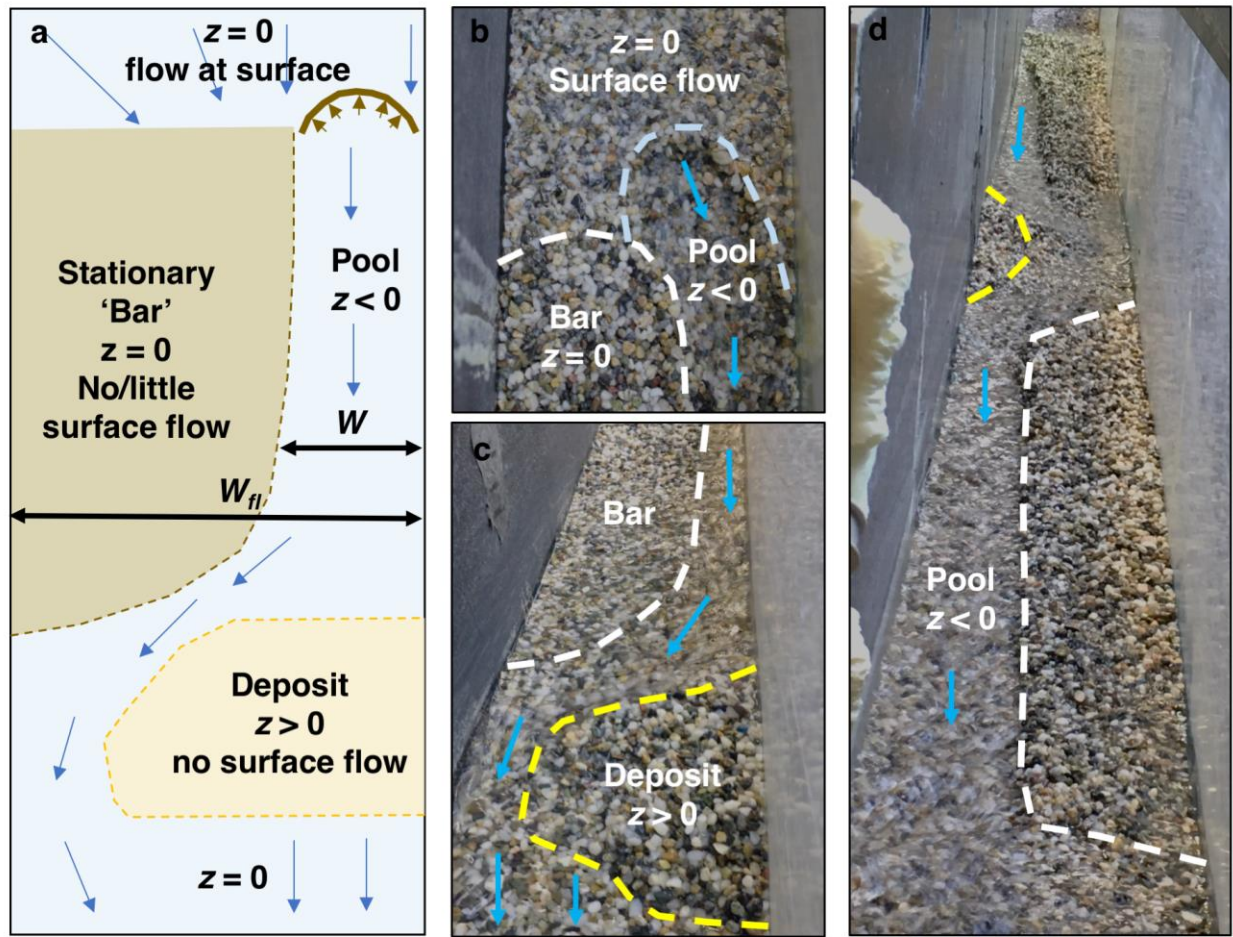 a
z = 0
flow at surface
Stationary
'Bar'
z = 0
No/little
surface flow
Pool
z < 0
W
W_fl
Deposit
z > 0
no surface flow
z = 0
b
z = 0
Surface flow
Pool
z < 0
Bar
z = 0
c
Bar
Deposit
z > 0
d
Pool
z < 0